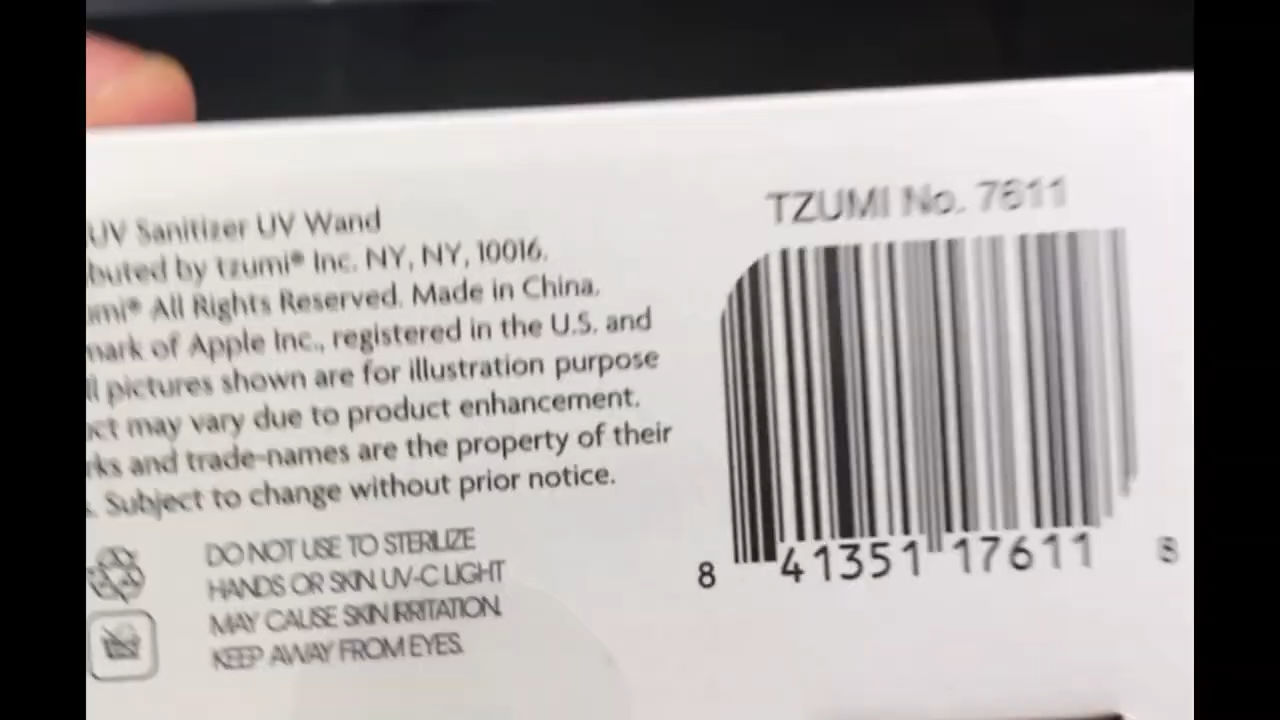 UV Sanitizer UV Wand
buted by tzumi® Inc. NY, NY, 10016.
umi® All Rights Reserved. Made in China.
mark of Apple Inc., registered in the U.S. and
ll pictures shown are for illustration purpose
ct may vary due to product enhancement.
rks and trade-names are the property of their
. Subject to change without prior notice.
DO NOT USE TO STERILIZE
HANDS OR SKIN UV-C LIGHT
MAY CAUSE SKIN IRRITATION.
KEEP AWAY FROM EYES.
TZUMI No. 7611
8 41351 17611 8